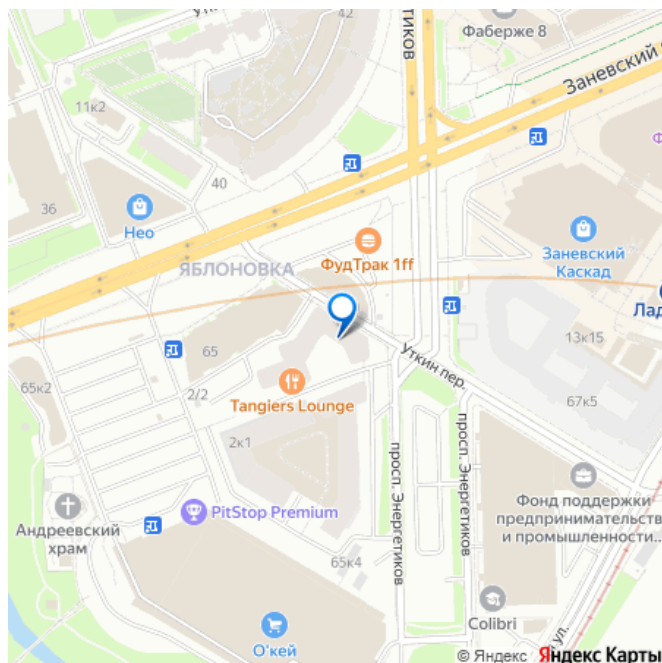 42
Фаберже 8
Заневский
11к2
40
36
Нео
ФудТрак 1ff
Заневский
Каскад
ЯБЛОНОВКА
Лад
13к15
65
Уткин пер.
65к2
2/2
Tangiers Lounge
67к5
2к1
просп. Энергетиков
просп. Энергетиков
Андреевский
храм
PitStop Premium
Фонд поддержки
предпринимательств
и промышленности...
65к4
Colibri
О'кей
ул.
© Яндекс Яндекс Карты